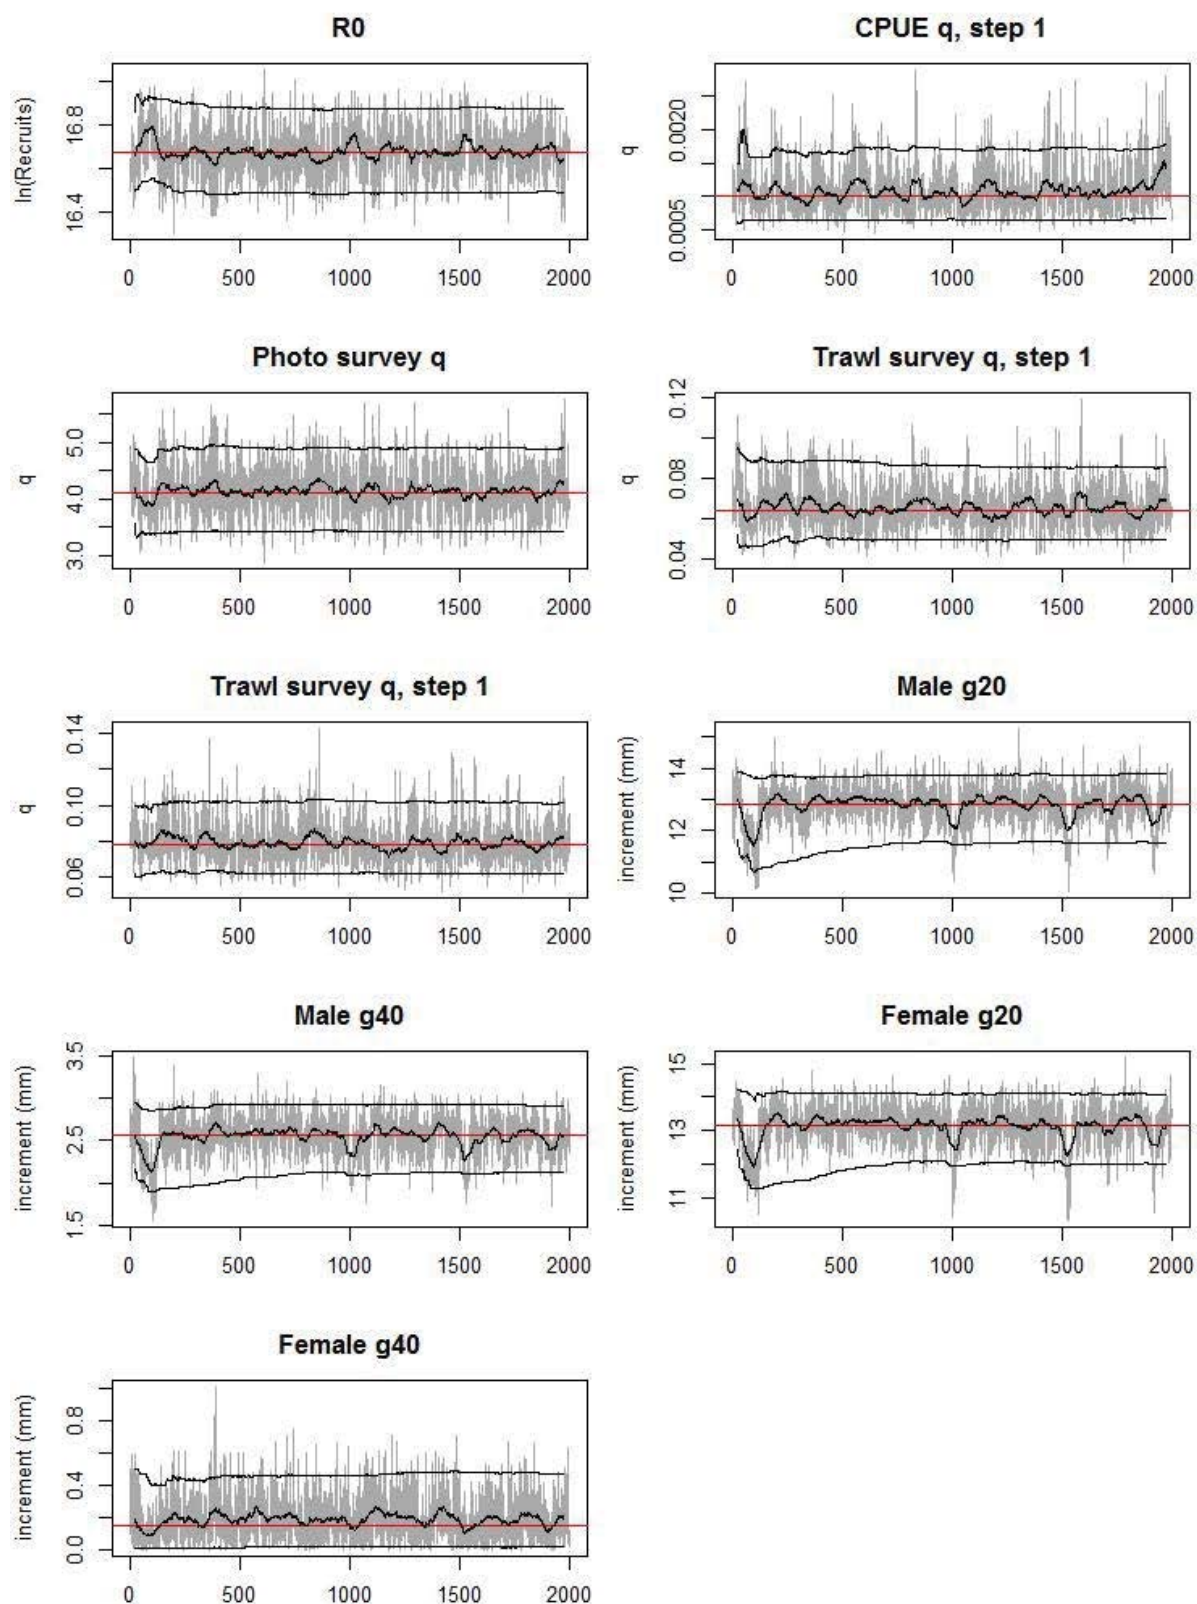 R0
ln(Recruits)
16.4 16.8
0 500 1000 1500 2000
CPUE q, step 1
q
0.0005 0.0020
0 500 1000 1500 2000
Photo survey q
q
3.0 4.0 5.0
0 500 1000 1500 2000
Trawl survey q, step 1
q
0.04 0.08 0.12
0 500 1000 1500 2000
Trawl survey q, step 1
q
0.06 0.10 0.14
0 500 1000 1500 2000
Male g20
increment (mm)
10 12 14
0 500 1000 1500 2000
Male g40
increment (mm)
1.5 2.5 3.5
0 500 1000 1500 2000
Female g20
increment (mm)
11 13 15
0 500 1000 1500 2000
Female g40
increment (mm)
0.0 0.4 0.8
0 500 1000 1500 2000